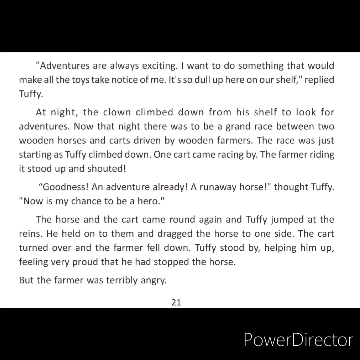 "Adventures are always exciting. I want to do something that would
make all the toys take notice of me. It's so dull up here on our shelf," replied
Tuffy.
At night, the clown climbed down from his shelf to look for
adventures. Now that night there was to be a grand race between two
wooden horses and carts driven by wooden farmers. The race was just
starting as Tuffy climbed down. One cart came racing by. The farmer riding
it stood up and shouted!
“Goodness! An adventure already! A runaway horse!" thought Tuffy.
"Now is my chance to be a hero."
The horse and the cart came round again and Tuffy jumped at the
reins. He held on to them and dragged the horse to one side. The cart
turned over and the farmer fell down. Tuffy stood by, helping him up,
feeling very proud that he had stopped the horse.
But the farmer was terribly angry.
21
PowerDirector